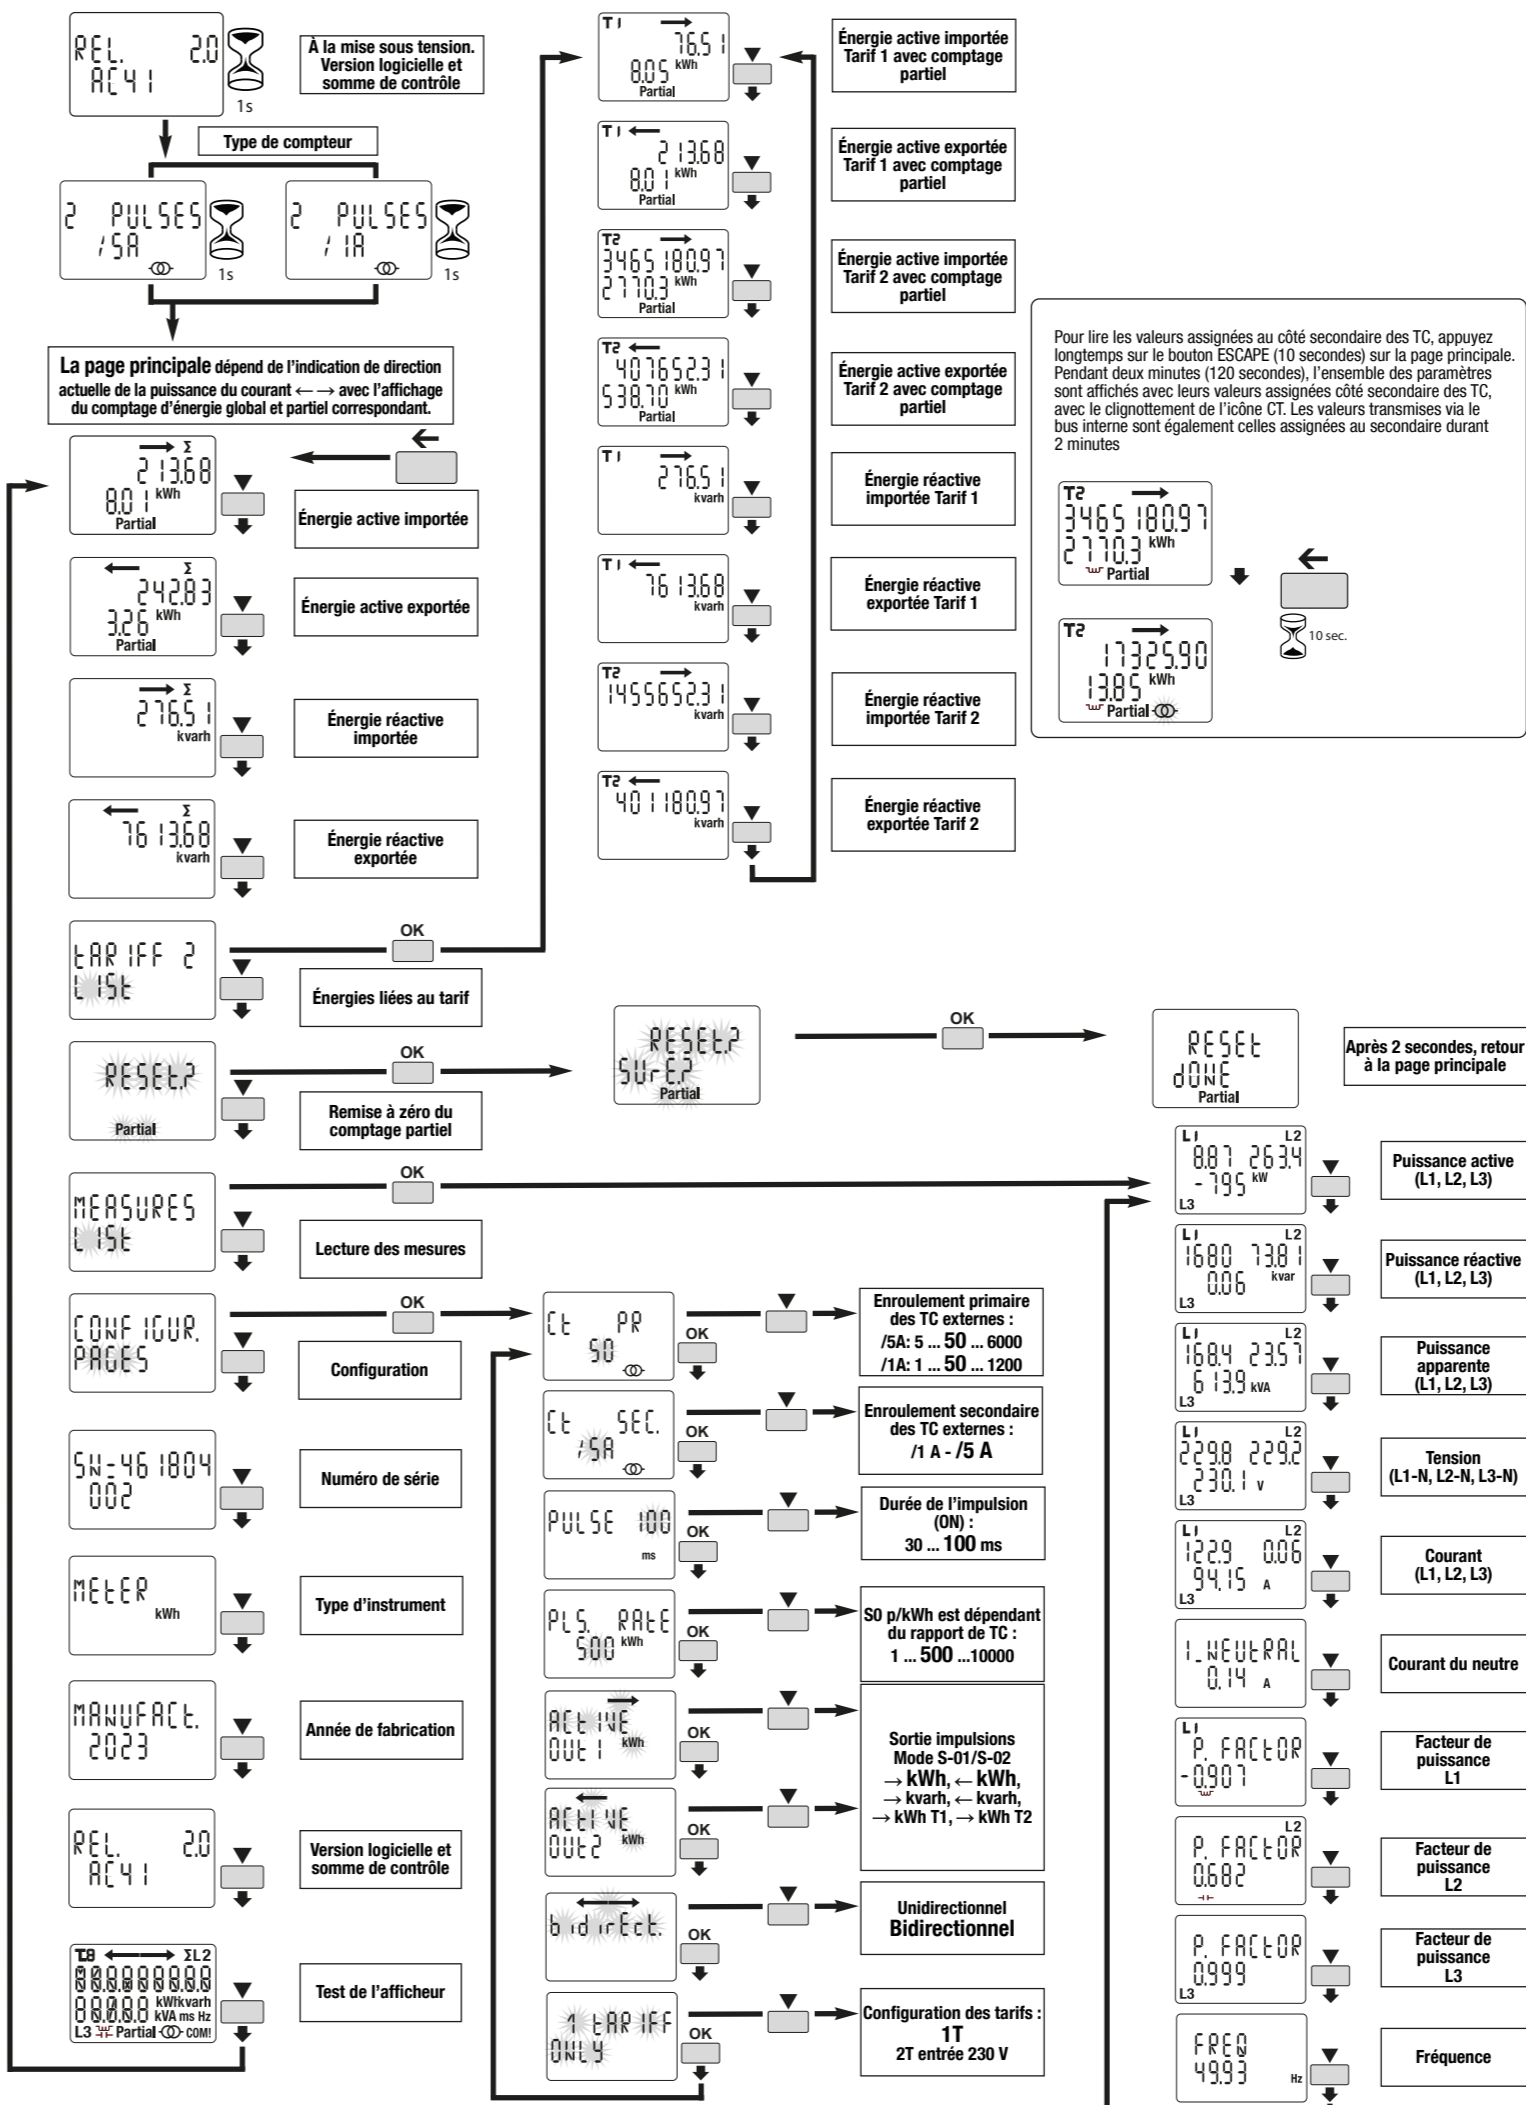 REL. 2.0
AC41
1s
À la mise sous tension.
Version logicielle et
somme de contrôle
Type de compteur
2 PULSES
/5A
1s
2 PULSES
/1A
1s
La page principale dépend de l'indication de direction
actuelle de la puissance du courant ← → avec l'affichage
du comptage d'énergie global et partiel correspondant.
→ Σ
213.68
8.01 kWh
Partial
▼
←
Énergie active importée
← Σ
242.83
3.26 kWh
Partial
▼
Énergie active exportée
→ Σ
276.51
kvarh
▼
Énergie réactive
importée
← Σ
7613.68
kvarh
▼
Énergie réactive
exportée
tARIFF 2
LISt
▼
OK
Énergies liées au tarif
RESEt.?
Partial
▼
OK
Remise à zéro du
comptage partiel
RESEt.?
SUrE.?
Partial
OK
RESEt
dONE
Partial
Après 2 secondes, retour
à la page principale
MEASURES
LISt
▼
OK
Lecture des mesures
CONFIGUR.
PAGES
▼
OK
Configuration
SN-461804
002
▼
Numéro de série
MEtER
kWh
▼
Type d'instrument
MANUFACt.
2023
▼
Année de fabrication
REL. 2.0
AC41
▼
Version logicielle et
somme de contrôle
T.8 ← → ΣL2
88888888
88888 kWhkvarh
kVA ms Hz
L3 Partial COM!
▼
Test de l'afficheur
T1 →
76.51
8.05 kWh
Partial
▼
Énergie active importée
Tarif 1 avec comptage
partiel
T1 ←
213.68
8.01 kWh
Partial
▼
Énergie active exportée
Tarif 1 avec comptage
partiel
T2 →
3465180.97
2770.3 kWh
Partial
▼
Énergie active importée
Tarif 2 avec comptage
partiel
T2 ←
407652.31
538.70 kWh
Partial
▼
Énergie active exportée
Tarif 2 avec comptage
partiel
T1 →
276.51
kvarh
▼
Énergie réactive
importée Tarif 1
T1 ←
7613.68
kvarh
▼
Énergie réactive
exportée Tarif 1
T2 →
1455652.31
kvarh
▼
Énergie réactive
importée Tarif 2
T2 ←
401180.97
kvarh
▼
Énergie réactive
exportée Tarif 2
Pour lire les valeurs assignées au côté secondaire des TC, appuyez
longtemps sur le bouton ESCAPE (10 secondes) sur la page principale.
Pendant deux minutes (120 secondes), l'ensemble des paramètres
sont affichés avec leurs valeurs assignées côté secondaire des TC,
avec le clignottement de l'icône CT. Les valeurs transmises via le
bus interne sont également celles assignées au secondaire durant
2 minutes
T2 →
3465180.97
2770.3 kWh
Partial
←
10 sec.
T2 →
17325.90
13.85 kWh
Partial
Ct PR
50
OK
▼
Enroulement primaire
des TC externes :
/5A: 5 ... 50 ... 6000
/1A: 1 ... 50 ... 1200
Ct SEC.
/5A
OK
▼
Enroulement secondaire
des TC externes :
/1 A - /5 A
PULSE 100
ms
OK
▼
Durée de l'impulsion
(ON) :
30 ... 100 ms
PLS. RAtE
500 kWh
OK
▼
S0 p/kWh est dépendant
du rapport de TC :
1 ... 500 ...10000
→
ACtIVE
OUt1 kWh
OK
▼
←
ACtIVE
OUt2 kWh
OK
▼
Sortie impulsions
Mode S-01/S-02
→ kWh, ← kWh,
→ kvarh, ← kvarh,
→ kWh T1, → kWh T2
bidirEct.
OK
▼
Unidirectionnel
Bidirectionnel
1 tARIFF
ONLY
OK
▼
Configuration des tarifs :
1T
2T entrée 230 V
L1 L2
8.87 263.4
-795 kW
L3
▼
Puissance active
(L1, L2, L3)
L1 L2
1680 73.81
0.06 kvar
L3
▼
Puissance réactive
(L1, L2, L3)
L1 L2
168.4 23.57
613.9 kVA
L3
▼
Puissance
apparente
(L1, L2, L3)
L1 L2
229.8 229.2
230.1 V
L3
▼
Tension
(L1-N, L2-N, L3-N)
L1 L2
122.9 0.06
94.15 A
L3
▼
Courant
(L1, L2, L3)
I_NEUtRAL
0.14 A
▼
Courant du neutre
L1
P. FACtOR
-0.907
▼
Facteur de
puissance
L1
L2
P. FACtOR
0.682
▼
Facteur de
puissance
L2
P. FACtOR
0.999
L3
▼
Facteur de
puissance
L3
FREQ
49.93
Hz
▼
Fréquence